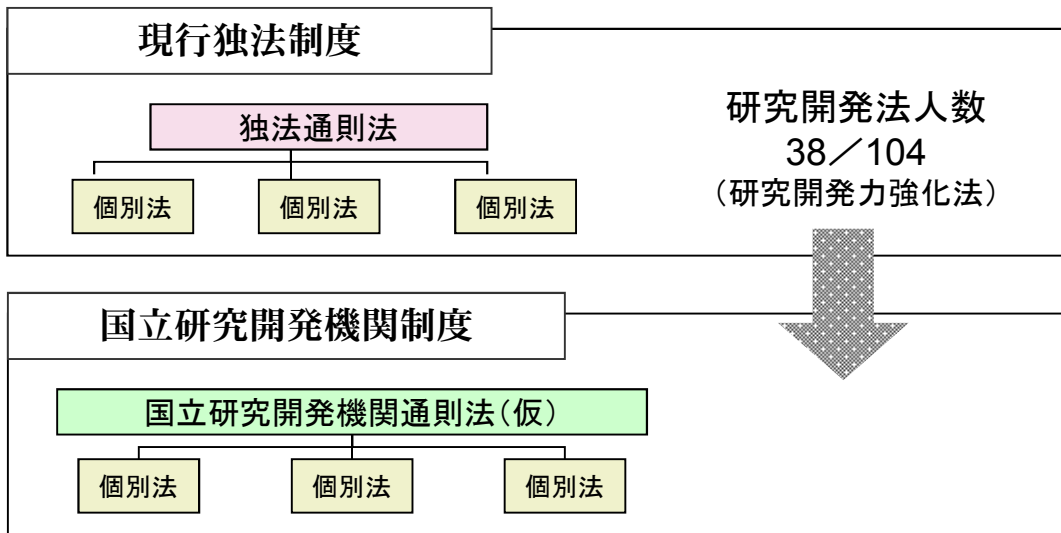 現行独法制度
独法通則法
個別法
個別法
個別法
研究開発法人数
38／104
（研究開発力強化法）
国立研究開発機関制度
国立研究開発機関通則法（仮）
個別法
個別法
個別法